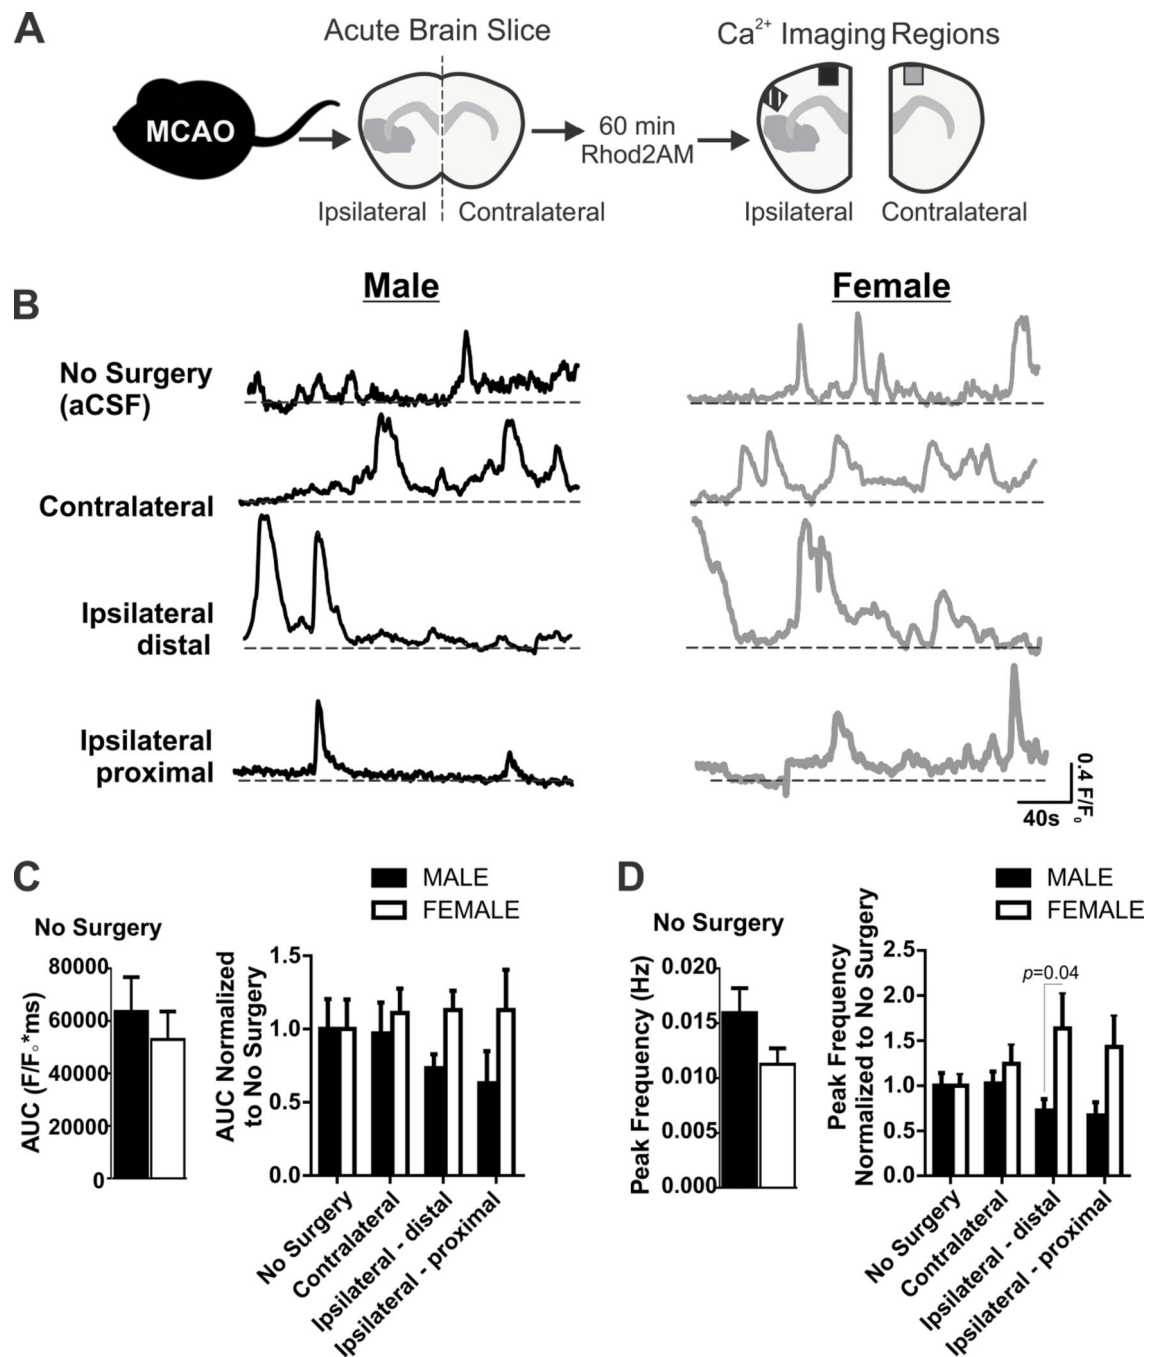 A
Acute Brain Slice
Ca2+ Imaging Regions
MCAO
60 min
Rhod2AM
Ipsilateral
Contralateral
Ipsilateral
Contralateral
B
Male
Female
No Surgery
(aCSF)
Contralateral
Ipsilateral
distal
Ipsilateral
proximal
0.4 F/F0
40s
C
MALE
FEMALE
No Surgery
AUC (F/F°*ms)
80000
60000
40000
20000
0
AUC Normalized
to No Surgery
1.5
1.0
0.5
0.0
No Surgery
Contralateral
Ipsilateral - distal
Ipsilateral - proximal
D
MALE
FEMALE
No Surgery
Peak Frequency (Hz)
0.020
0.015
0.010
0.005
0.000
Peak Frequency
Normalized to No Surgery
2.5
2.0
1.5
1.0
0.5
0.0
p=0.04
No Surgery
Contralateral
Ipsilateral - distal
Ipsilateral - proximal